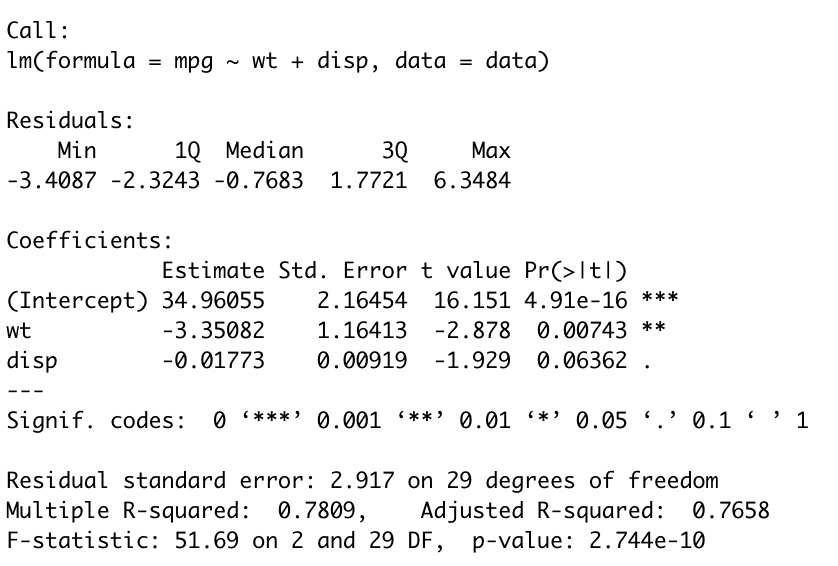 Call:
lm(formula = mpg ~ wt + disp, data = data)

Residuals:
    Min      1Q  Median      3Q     Max
-3.4087 -2.3243 -0.7683  1.7721  6.3484

Coefficients:
            Estimate Std. Error t value Pr(>|t|)
(Intercept) 34.96055    2.16454  16.151 4.91e-16 ***
wt          -3.35082    1.16413  -2.878  0.00743 **
disp        -0.01773    0.00919  -1.929  0.06362 .
---
Signif. codes:  0 ‘***’ 0.001 ‘**’ 0.01 ‘*’ 0.05 ‘.’ 0.1 ‘ ’ 1

Residual standard error: 2.917 on 29 degrees of freedom
Multiple R-squared:  0.7809,    Adjusted R-squared:  0.7658
F-statistic: 51.69 on 2 and 29 DF,  p-value: 2.744e-10